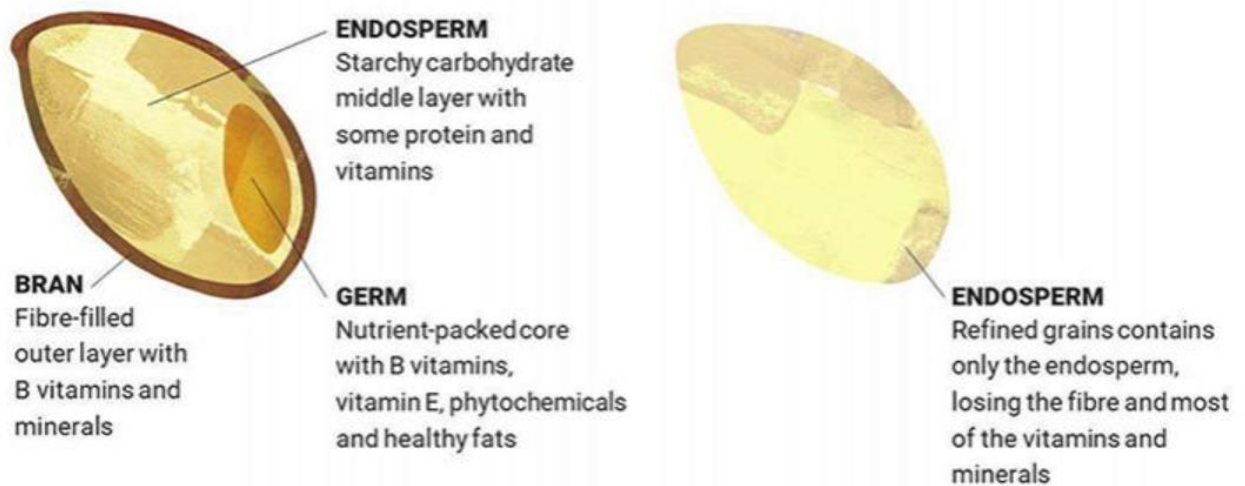 ENDOSPERM
Starchy carbohydrate
middle layer with
some protein and
vitamins
BRAN
Fibre-filled
outer layer with
B vitamins and
minerals
GERM
Nutrient-packed core
with B vitamins,
vitamin E, phytochemicals
and healthy fats
ENDOSPERM
Refined grains contains
only the endosperm,
losing the fibre and most
of the vitamins and
minerals